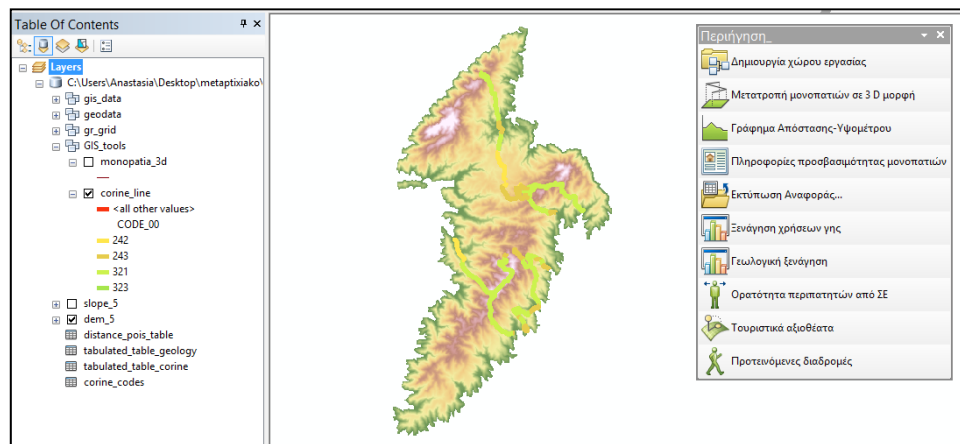 Table Of Contents
Layers
C:\Users\Anastasia\Desktop\metaptixiako\
gis_data
geodata
gr_grid
GIS_tools
monopatia_3d
corine_line
<all other values>
CODE_00
242
243
321
323
slope_5
dem_5
distance_pois_table
tabulated_table_geology
tabulated_table_corine
corine_codes
Περιήγηση_
Δημιουργία χώρου εργασίας
Μετατροπή μονοπατιών σε 3 D μορφή
Γράφημα Απόστασης-Υψομέτρου
Πληροφορίες προσβασιμότητας μονοπατιών
Εκτύπωση Αναφοράς...
Ξενάγηση χρήσεων γης
Γεωλογική ξενάγηση
Ορατότητα περιπατητών από ΣΕ
Τουριστικά αξιοθέατα
Προτεινόμενες διαδρομές